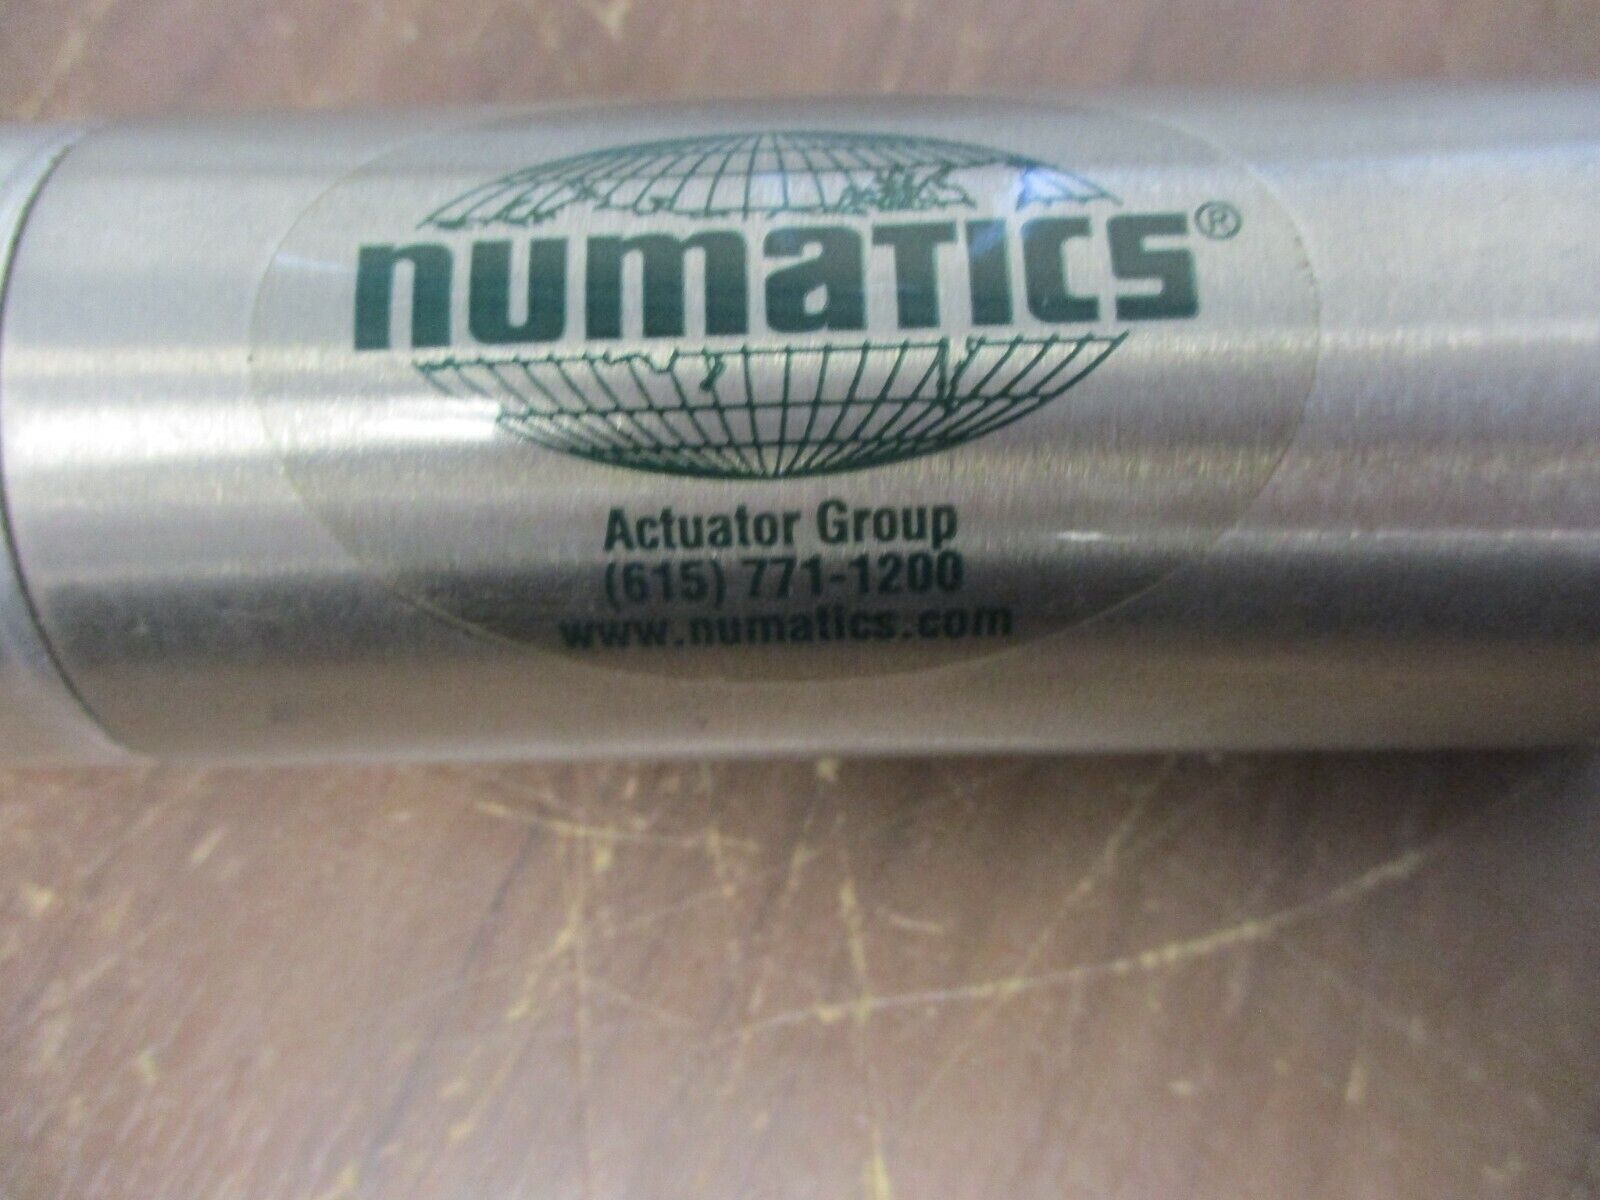 numatics®
Actuator Group
(615) 771-1200
www.numatics.com